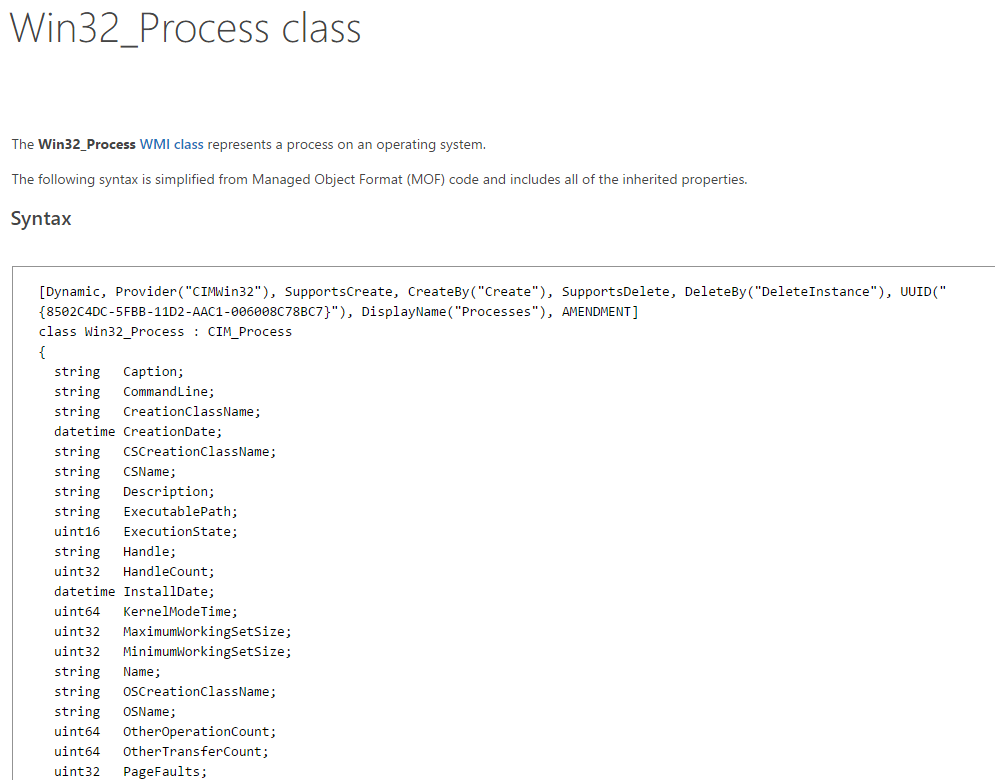 Win32_Process class
The Win32_Process WMI class represents a process on an operating system.
The following syntax is simplified from Managed Object Format (MOF) code and includes all of the inherited properties.
Syntax
[Dynamic, Provider("CIMWin32"), SupportsCreate, CreateBy("Create"), SupportsDelete, DeleteBy("DeleteInstance"), UUID("
{8502C4DC-5FBB-11D2-AAC1-006008C78BC7}"), DisplayName("Processes"), AMENDMENT]
class Win32_Process : CIM_Process
{
  string   Caption;
  string   CommandLine;
  string   CreationClassName;
  datetime CreationDate;
  string   CSCreationClassName;
  string   CSName;
  string   Description;
  string   ExecutablePath;
  uint16   ExecutionState;
  string   Handle;
  uint32   HandleCount;
  datetime InstallDate;
  uint64   KernelModeTime;
  uint32   MaximumWorkingSetSize;
  uint32   MinimumWorkingSetSize;
  string   Name;
  string   OSCreationClassName;
  string   OSName;
  uint64   OtherOperationCount;
  uint64   OtherTransferCount;
  uint32   PageFaults;